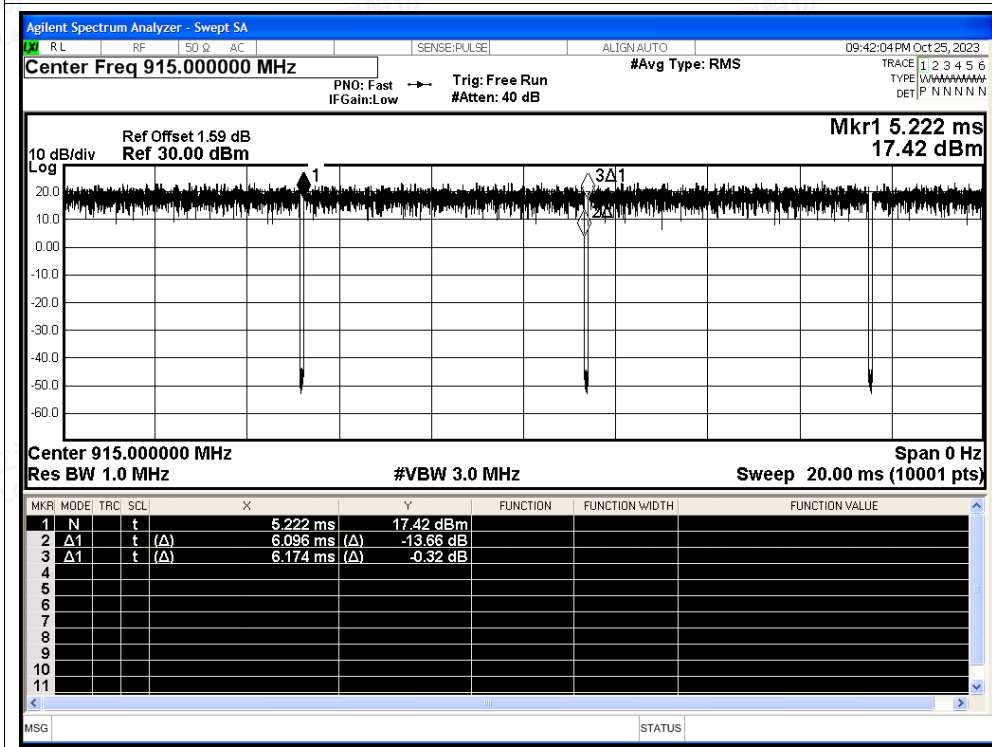 Agilent Spectrum Analyzer - Swept SA
LXI RL RF 50 Ω AC SENSE:PULSE ALIGN AUTO 09:42:04 PM Oct 25, 2023
Center Freq 915.000000 MHz #Avg Type: RMS TRACE 1 2 3 4 5 6
PNO: Fast Trig: Free Run TYPE W
IFGain:Low #Atten: 40 dB DET P N N N N N
Mkr1 5.222 ms
Ref Offset 1.59 dB
10 dB/div Ref 30.00 dBm 17.42 dBm
Log
1 3Δ1
20.0
2Δ1
10.0
0.00
-10.0
-20.0
-30.0
-40.0
-50.0
-60.0
Center 915.000000 MHz Span 0 Hz
Res BW 1.0 MHz #VBW 3.0 MHz Sweep 20.00 ms (10001 pts)
MKR MODE TRC SCL X Y FUNCTION FUNCTION WIDTH FUNCTION VALUE
1 N t 5.222 ms 17.42 dBm
2 Δ1 t (Δ) 6.096 ms (Δ) -13.66 dB
3 Δ1 t (Δ) 6.174 ms (Δ) -0.32 dB
4
5
6
7
8
9
10
11
MSG STATUS